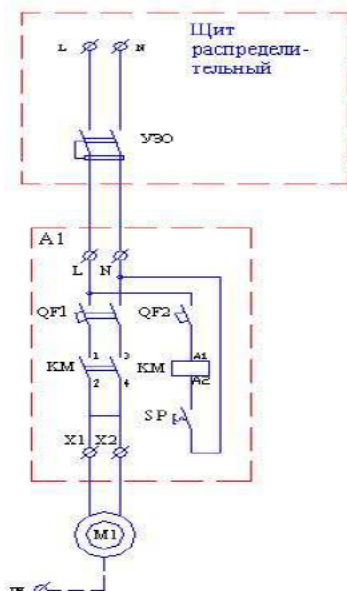 Щит
распредели-
тельный
L N
УЗО
A1
L N
QF1 QF2
KM 1 3 KM A1
2 4 A2
SP
X1 X2
M1